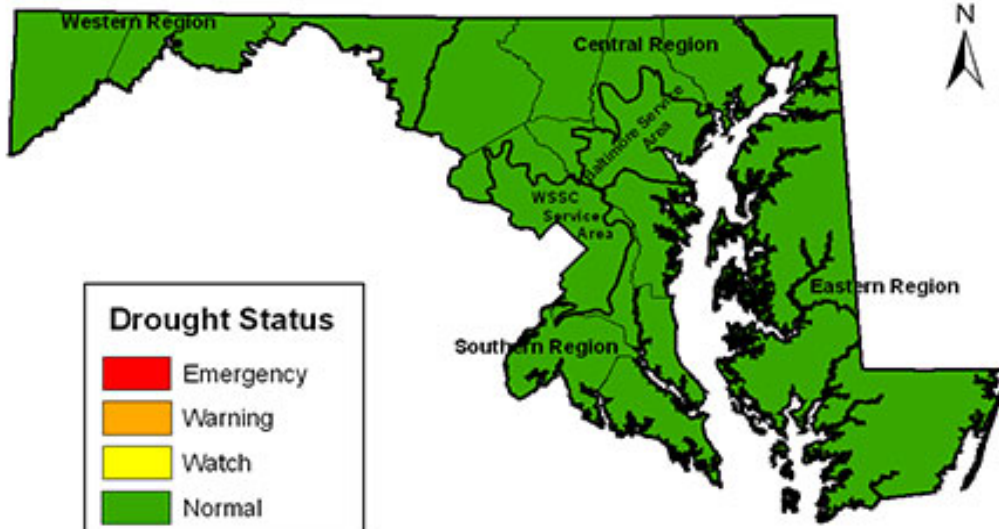 N
Western Region
Central Region
Baltimore Service
Area
WSSC
Service
Area
Eastern Region
Southern Region
Drought Status
Emergency
Warning
Watch
Normal